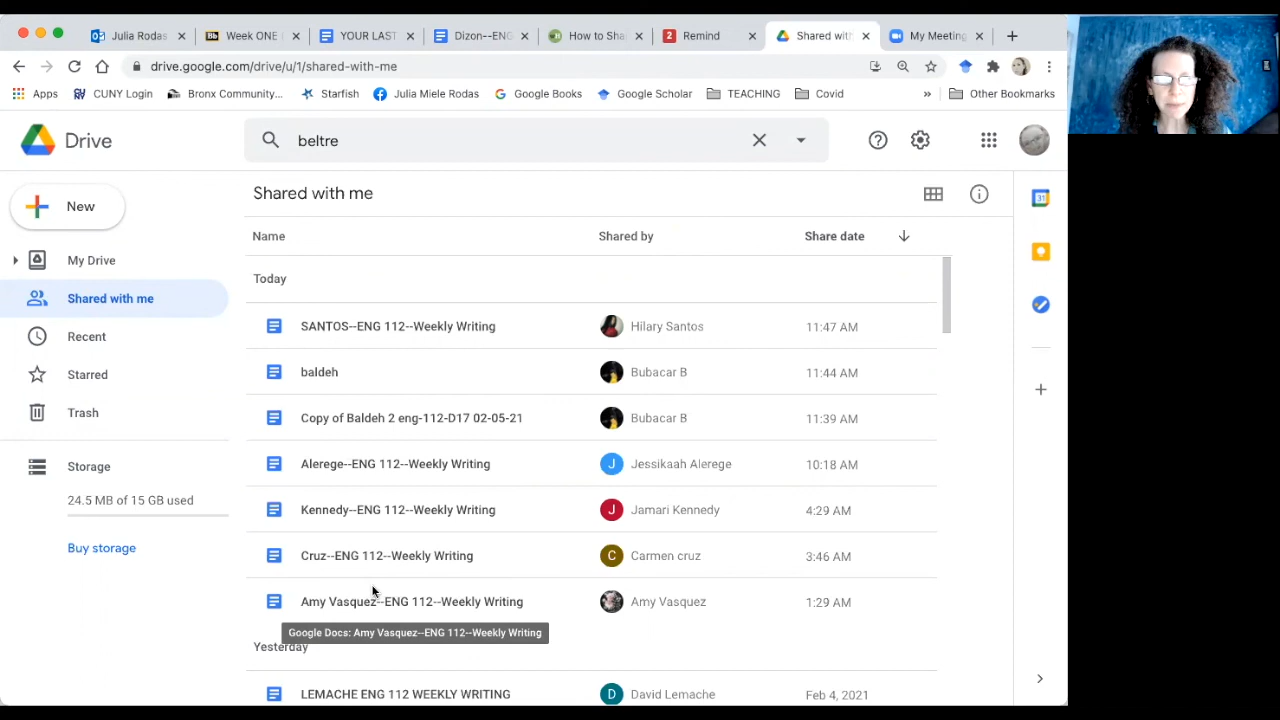 Julia Rodas
Week ONE
YOUR LAST
Dizon--ENG
How to Sha
Remind
Shared with
My Meeting
drive.google.com/drive/u/1/shared-with-me
Apps
CUNY Login
Bronx Community...
Starfish
Julia Miele Rodas
Google Books
Google Scholar
TEACHING
Covid
»
Other Bookmarks
Drive
beltre
New
My Drive
Shared with me
Recent
Starred
Trash
Storage
24.5 MB of 15 GB used
Buy storage
Shared with me
Name Shared by Share date
Today
SANTOS--ENG 112--Weekly Writing Hilary Santos 11:47 AM
baldeh Bubacar B 11:44 AM
Copy of Baldeh 2 eng-112-D17 02-05-21 Bubacar B 11:39 AM
Alerege--ENG 112--Weekly Writing J Jessikaah Alerege 10:18 AM
Kennedy--ENG 112--Weekly Writing J Jamari Kennedy 4:29 AM
Cruz--ENG 112--Weekly Writing C Carmen cruz 3:46 AM
Amy Vasquez--ENG 112--Weekly Writing Amy Vasquez 1:29 AM
Google Docs: Amy Vasquez--ENG 112--Weekly Writing
Yesterday
LEMACHE ENG 112 WEEKLY WRITING D David Lemache Feb 4, 2021
31